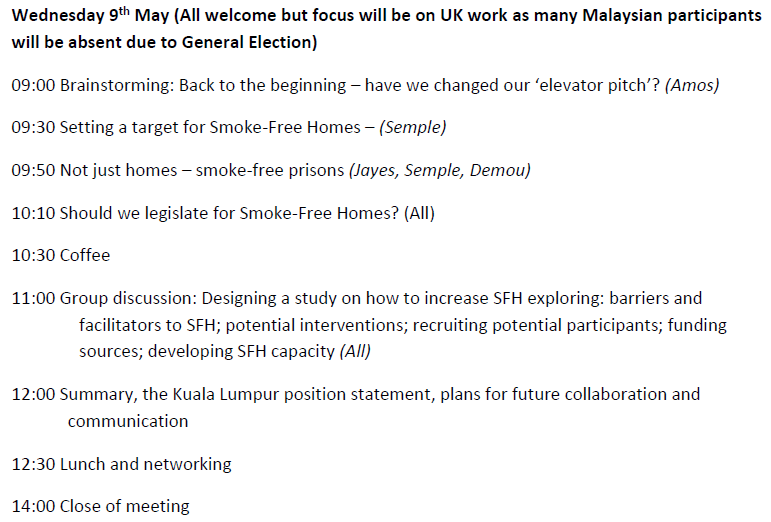 Wednesday 9th May (All welcome but focus will be on UK work as many Malaysian participants
will be absent due to General Election)
09:00 Brainstorming: Back to the beginning – have we changed our ‘elevator pitch’? (Amos)
09:30 Setting a target for Smoke-Free Homes – (Semple)
09:50 Not just homes – smoke-free prisons (Jayes, Semple, Demou)
10:10 Should we legislate for Smoke-Free Homes? (All)
10:30 Coffee
11:00 Group discussion: Designing a study on how to increase SFH exploring: barriers and
facilitators to SFH; potential interventions; recruiting potential participants; funding
sources; developing SFH capacity (All)
12:00 Summary, the Kuala Lumpur position statement, plans for future collaboration and
communication
12:30 Lunch and networking
14:00 Close of meeting